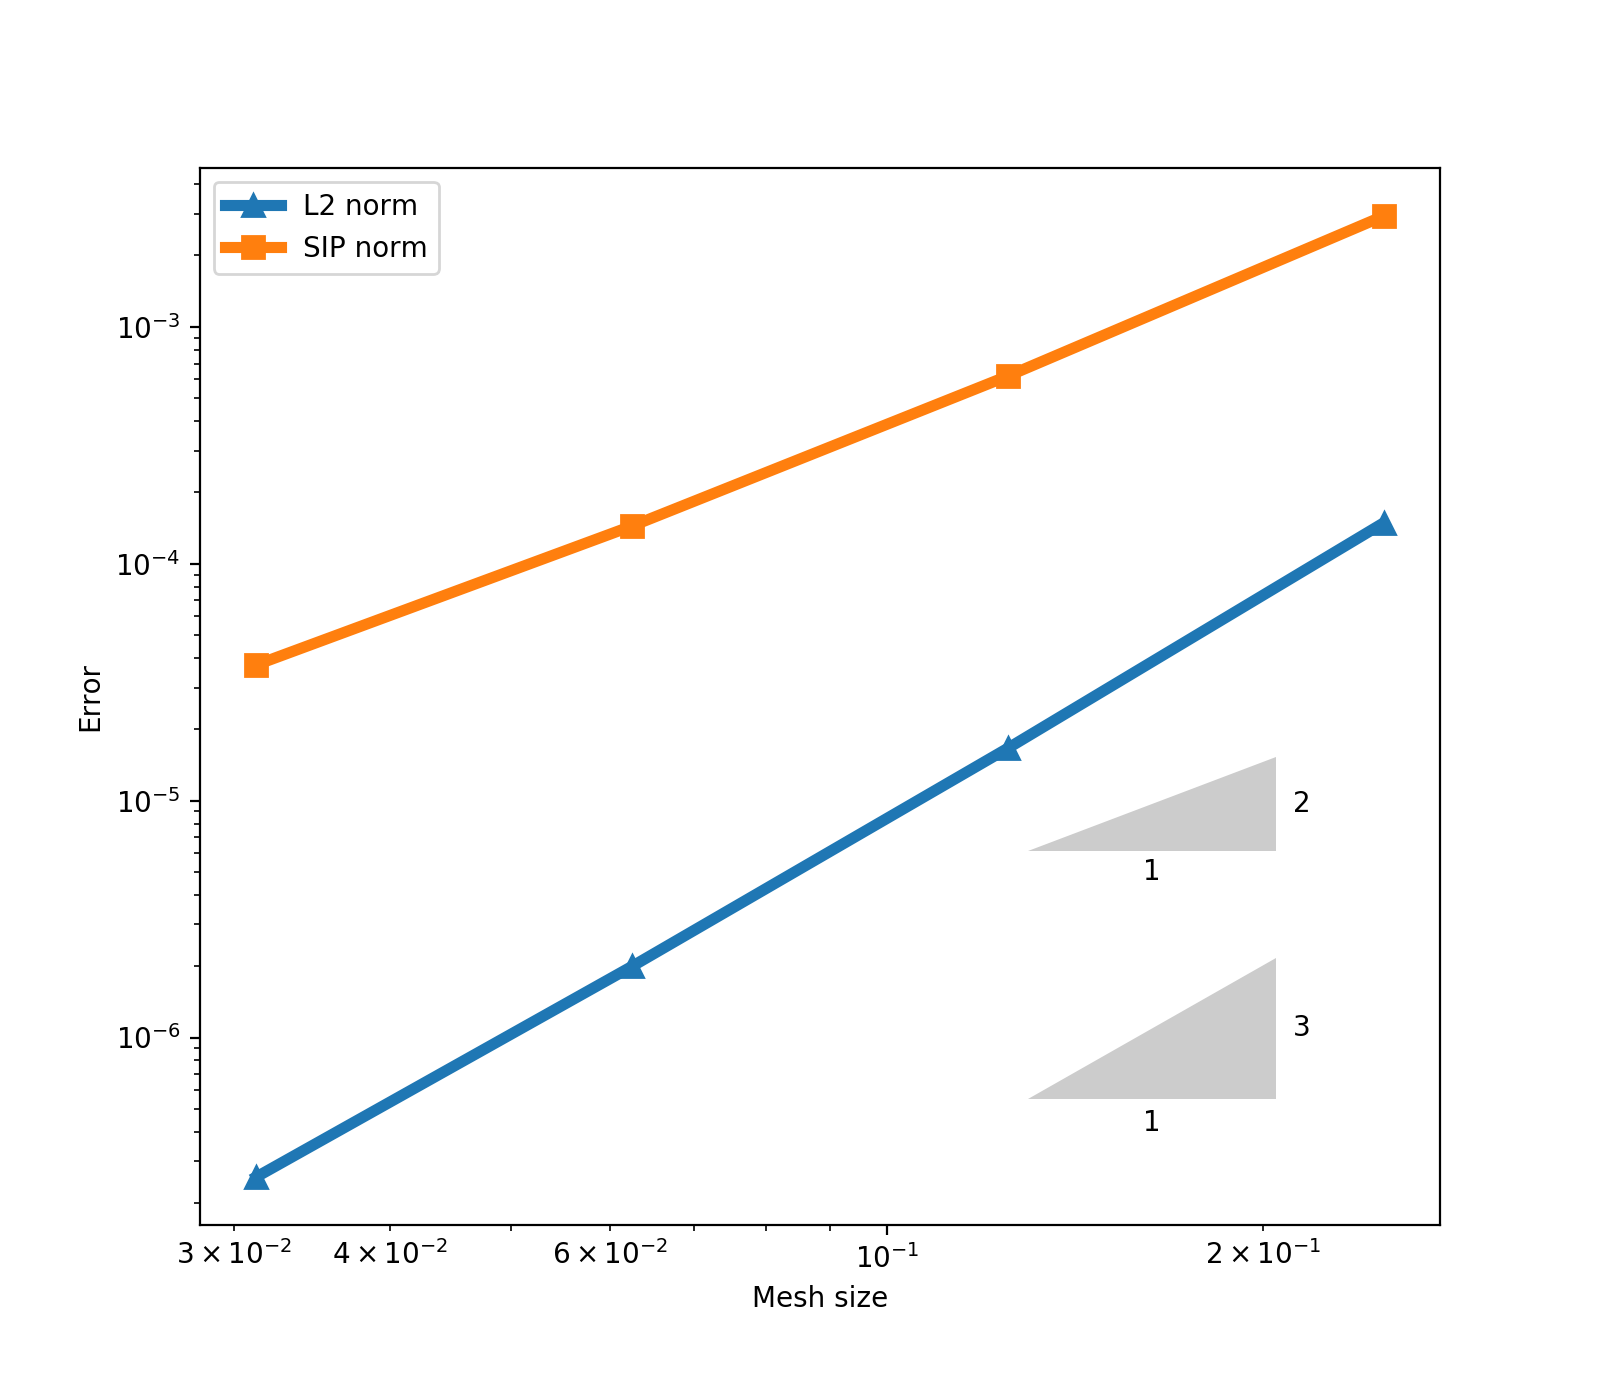 L2 norm
SIP norm
10⁻³
10⁻⁴
10⁻⁵
10⁻⁶
Error
2
1
3
1
3 × 10⁻²
4 × 10⁻²
6 × 10⁻²
10⁻¹
2 × 10⁻¹
Mesh size